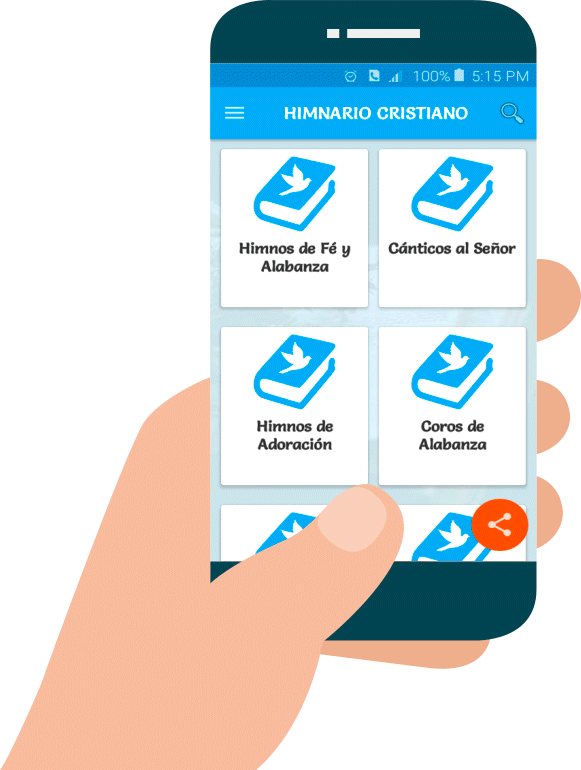 100% 5:15 PM
HIMNARIO CRISTIANO
Himnos de Fé y
Alabanza
Cánticos al Señor
Himnos de
Adoración
Coros de
Alabanza